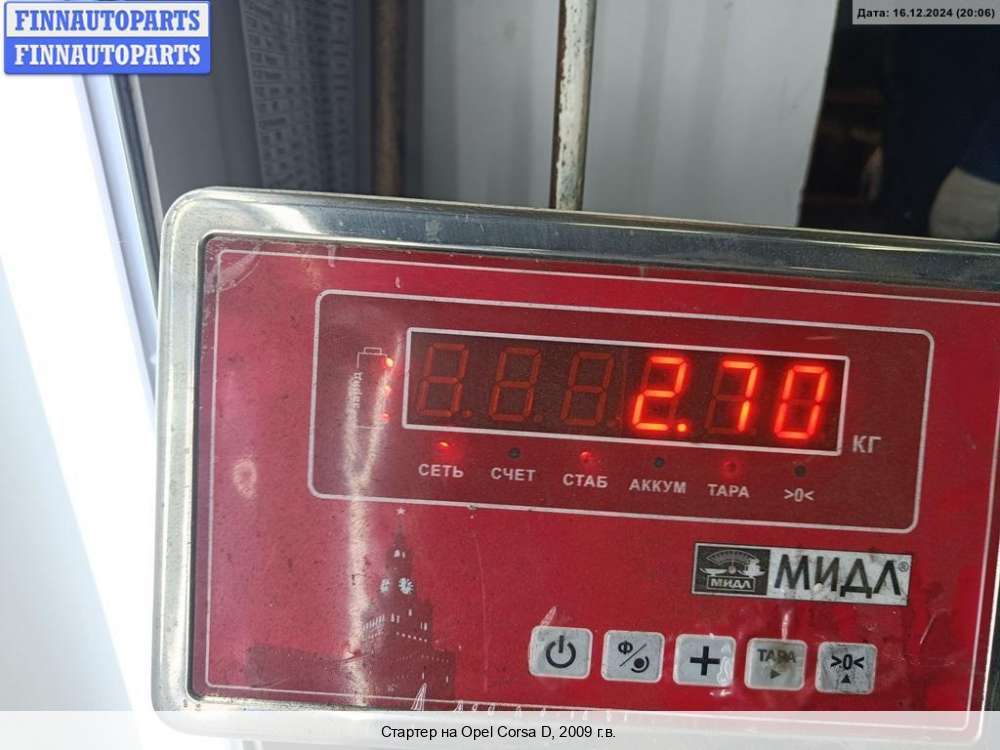 FINNAUTOPARTS
FINNAUTOPARTS
Дата: 16.12.2024 (20:06)
2.70
КГ
СЕТЬ СЧЕТ СТАБ АККУМ ТАРА >0<
МИДЛ МИДЛ®
Ф ТАРА >0<
Стартер на Opel Corsa D, 2009 г.в.